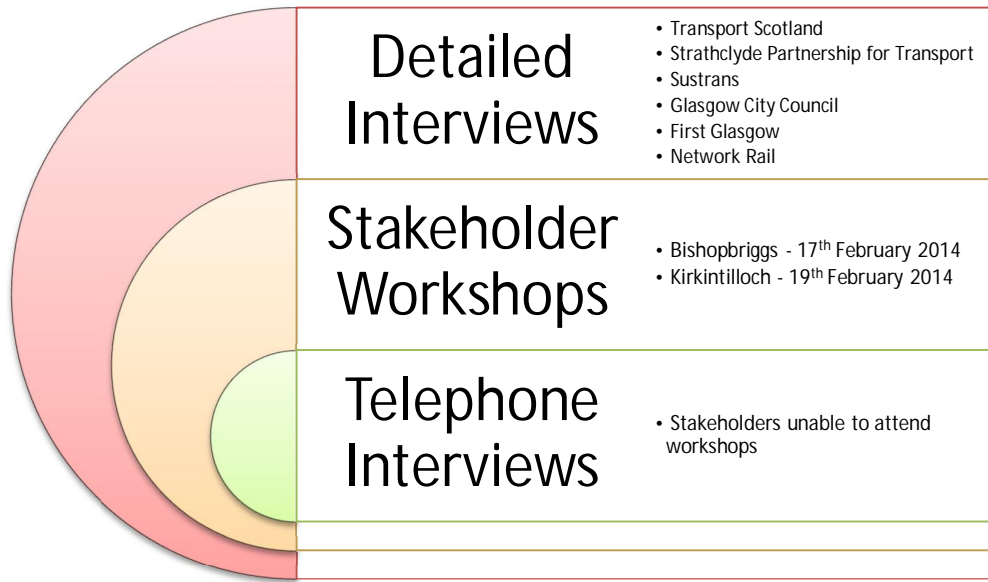 Detailed
Interviews
• Transport Scotland
• Strathclyde Partnership for Transport
• Sustrans
• Glasgow City Council
• First Glasgow
• Network Rail
Stakeholder
Workshops
• Bishopbriggs - 17th February 2014
• Kirkintilloch - 19th February 2014
Telephone
Interviews
• Stakeholders unable to attend
workshops